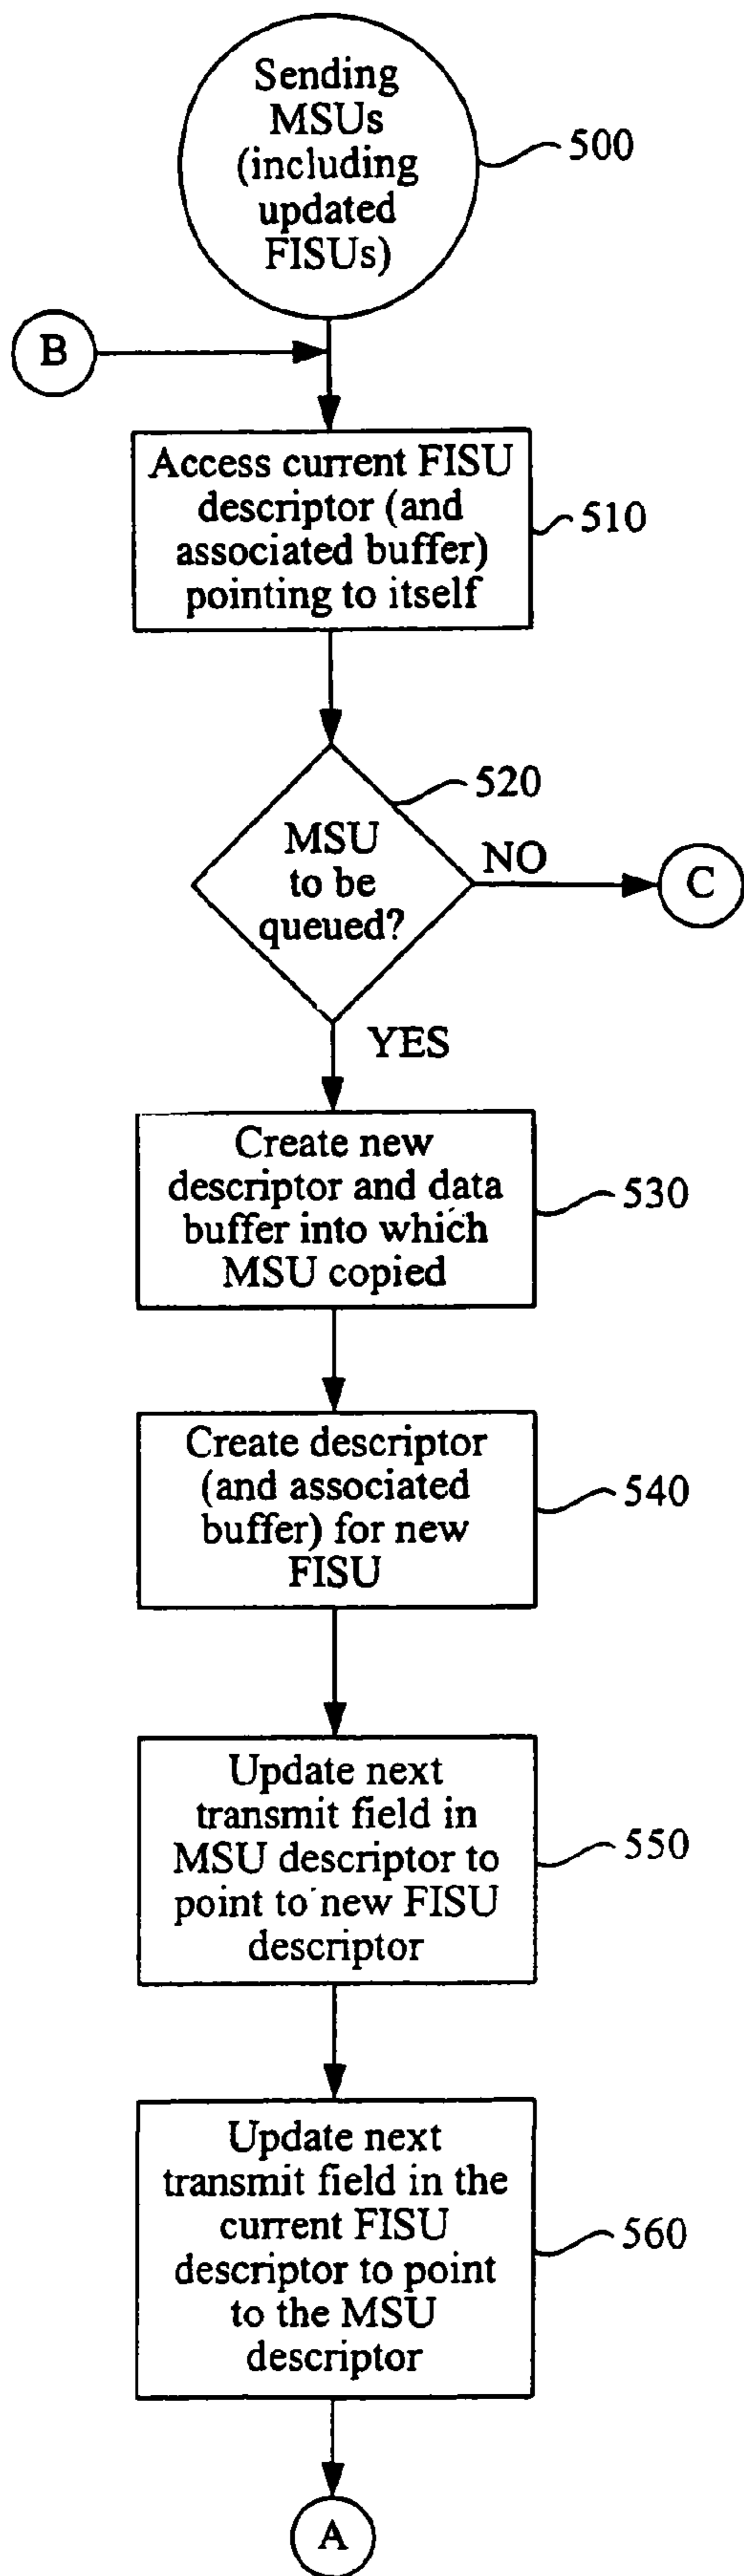 Sending
MSUs
(including
updated
FISUs)
500
B
Access current FISU
descriptor (and
associated buffer)
pointing to itself
510
520
MSU
to be
queued?
NO
C
YES
Create new
descriptor and data
buffer into which
MSU copied
530
Create descriptor
(and associated
buffer) for new
FISU
540
Update next
transmit field in
MSU descriptor to
point to new FISU
descriptor
550
Update next
transmit field in the
current FISU
descriptor to point
to the MSU
descriptor
560
A